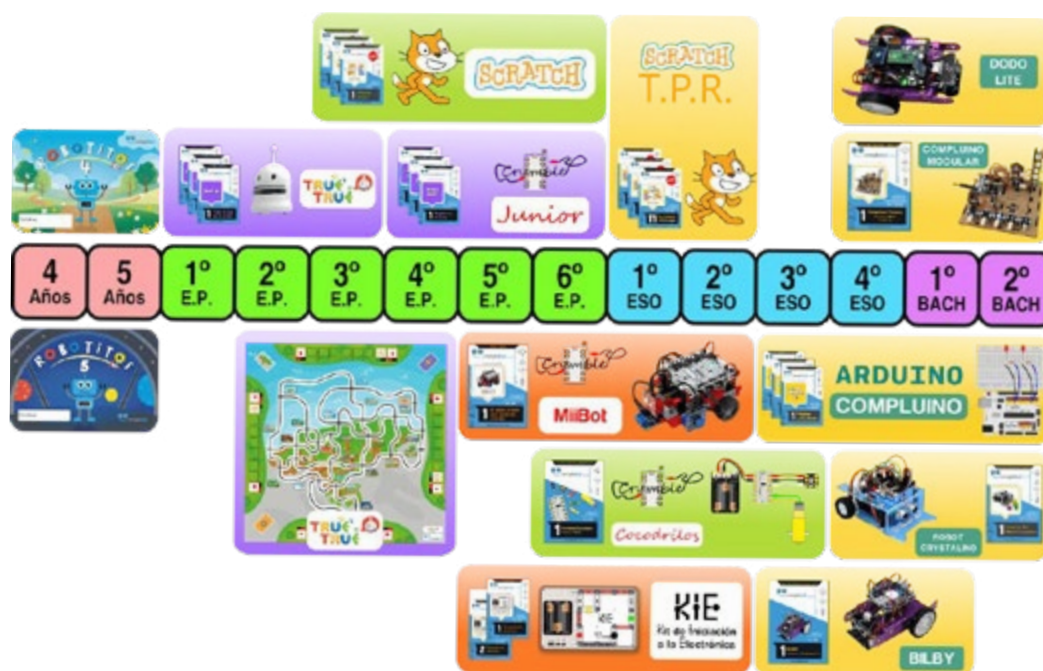 SCRATCH
SCRATCH
T.P.R.
DODO
LITE
ROBOTITOS
4
TRUE
TRUE
Crumble
Junior
COMPLUINO
MODULAR
4
Años
5
Años
1º
E.P.
2º
E.P.
3º
E.P.
4º
E.P.
5º
E.P.
6º
E.P.
1º
ESO
2º
ESO
3º
ESO
4º
ESO
1º
BACH
2º
BACH
ROBOTITOS
5
TRUE
TRUE
Crumble
MiiBot
ARDUINO
COMPLUINO
Crumble
Cocodrilos
ROBOT
CRYSTALINO
KIE
KIE
Kit de Iniciación
a la Electrónica
BILBY